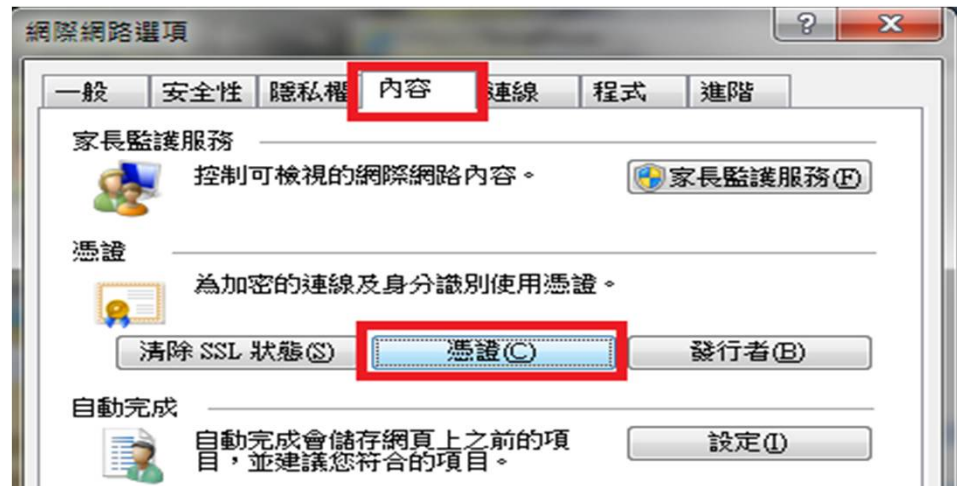 網際網路選項
一般 安全性 隱私權 內容 連線 程式 進階
家長監護服務
控制可檢視的網際網路內容。 家長監護服務(F)
憑證
為加密的連線及身分識別使用憑證。
清除 SSL 狀態(S) 憑證(C) 發行者(B)
自動完成
自動完成會儲存網頁上之前的項 設定(I)
目，並建議您符合的項目。